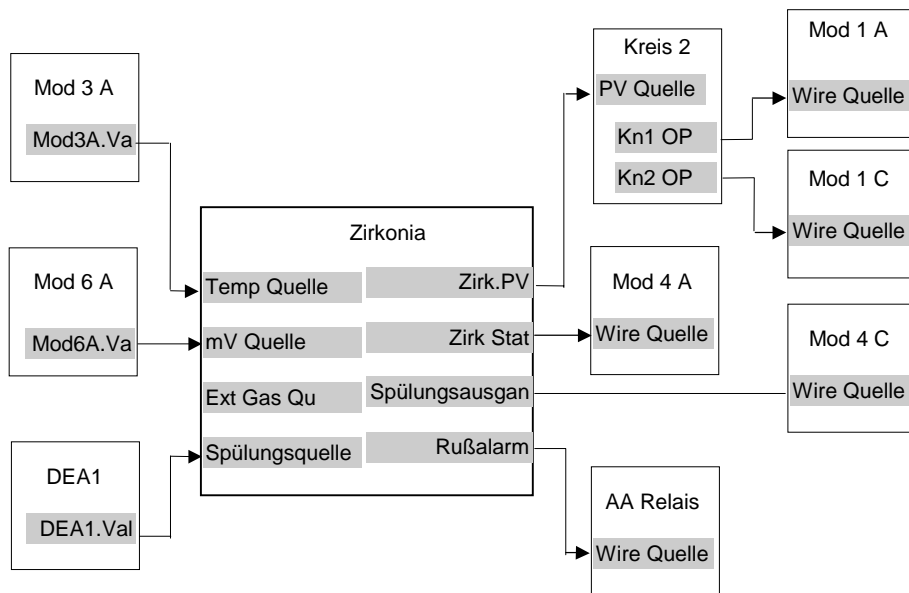 Mod 3 A
Mod3A.Va
Mod 6 A
Mod6A.Va
DEA1
DEA1.Val
Zirkonia
Temp Quelle
Zirk.PV
mV Quelle
Zirk Stat
Ext Gas Qu
Spülungsausgan
Spülungsquelle
Rußalarm
Kreis 2
PV Quelle
Kn1 OP
Kn2 OP
Mod 4 A
Wire Quelle
AA Relais
Wire Quelle
Mod 1 A
Wire Quelle
Mod 1 C
Wire Quelle
Mod 4 C
Wire Quelle